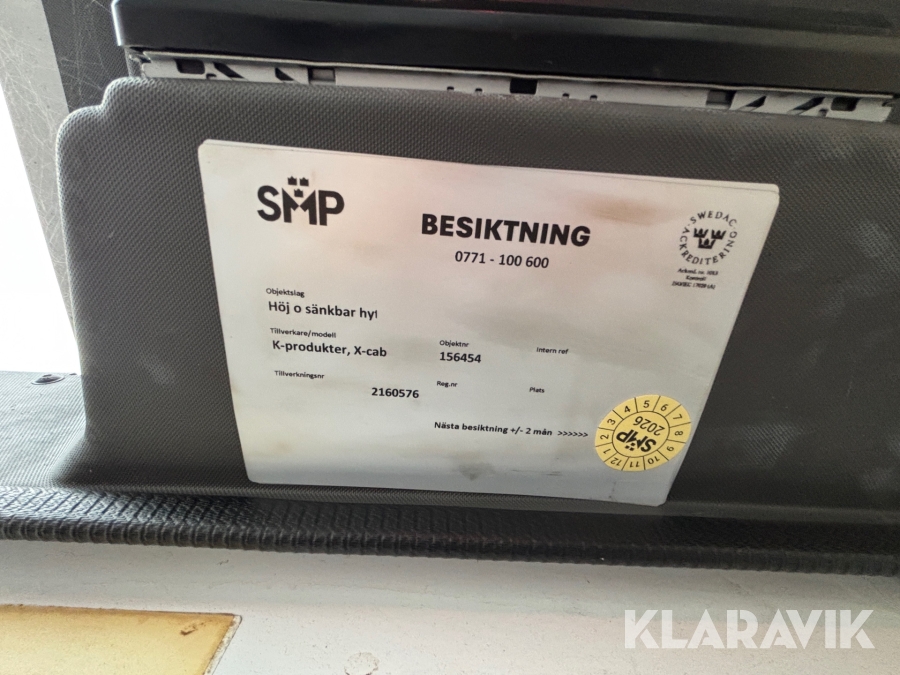 SMP
BESIKTNING
0771 - 100 600
SWEDAC
ACKREDITERING
Kontroll
Objektslag
Höj o sänkbar hyt
Tillverkare/modell
K-produkter, X-cab
Objektnr
156454
Intern ref
Tillverkningsnr
2160576
Reg.nr
Plats
Nästa besiktning +/- 2 mån >>>>>>
1 2 3 4 5 6 7 8 9 10 11 12
2026
SMP
KLARAVIK